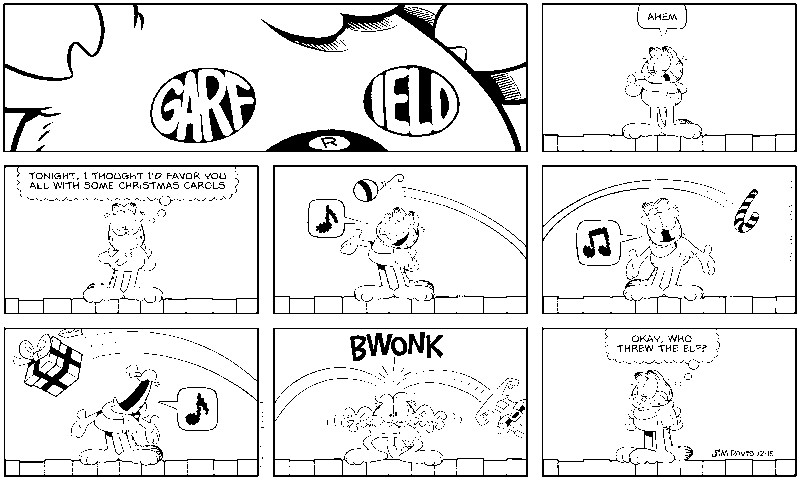 GARF
IELD
R
AHEM
TONIGHT, I THOUGHT I'D FAVOR YOU
ALL WITH SOME CHRISTMAS CAROLS
BWONK
OKAY, WHO
THREW THE ELF?
JIM DAVIS 12-15